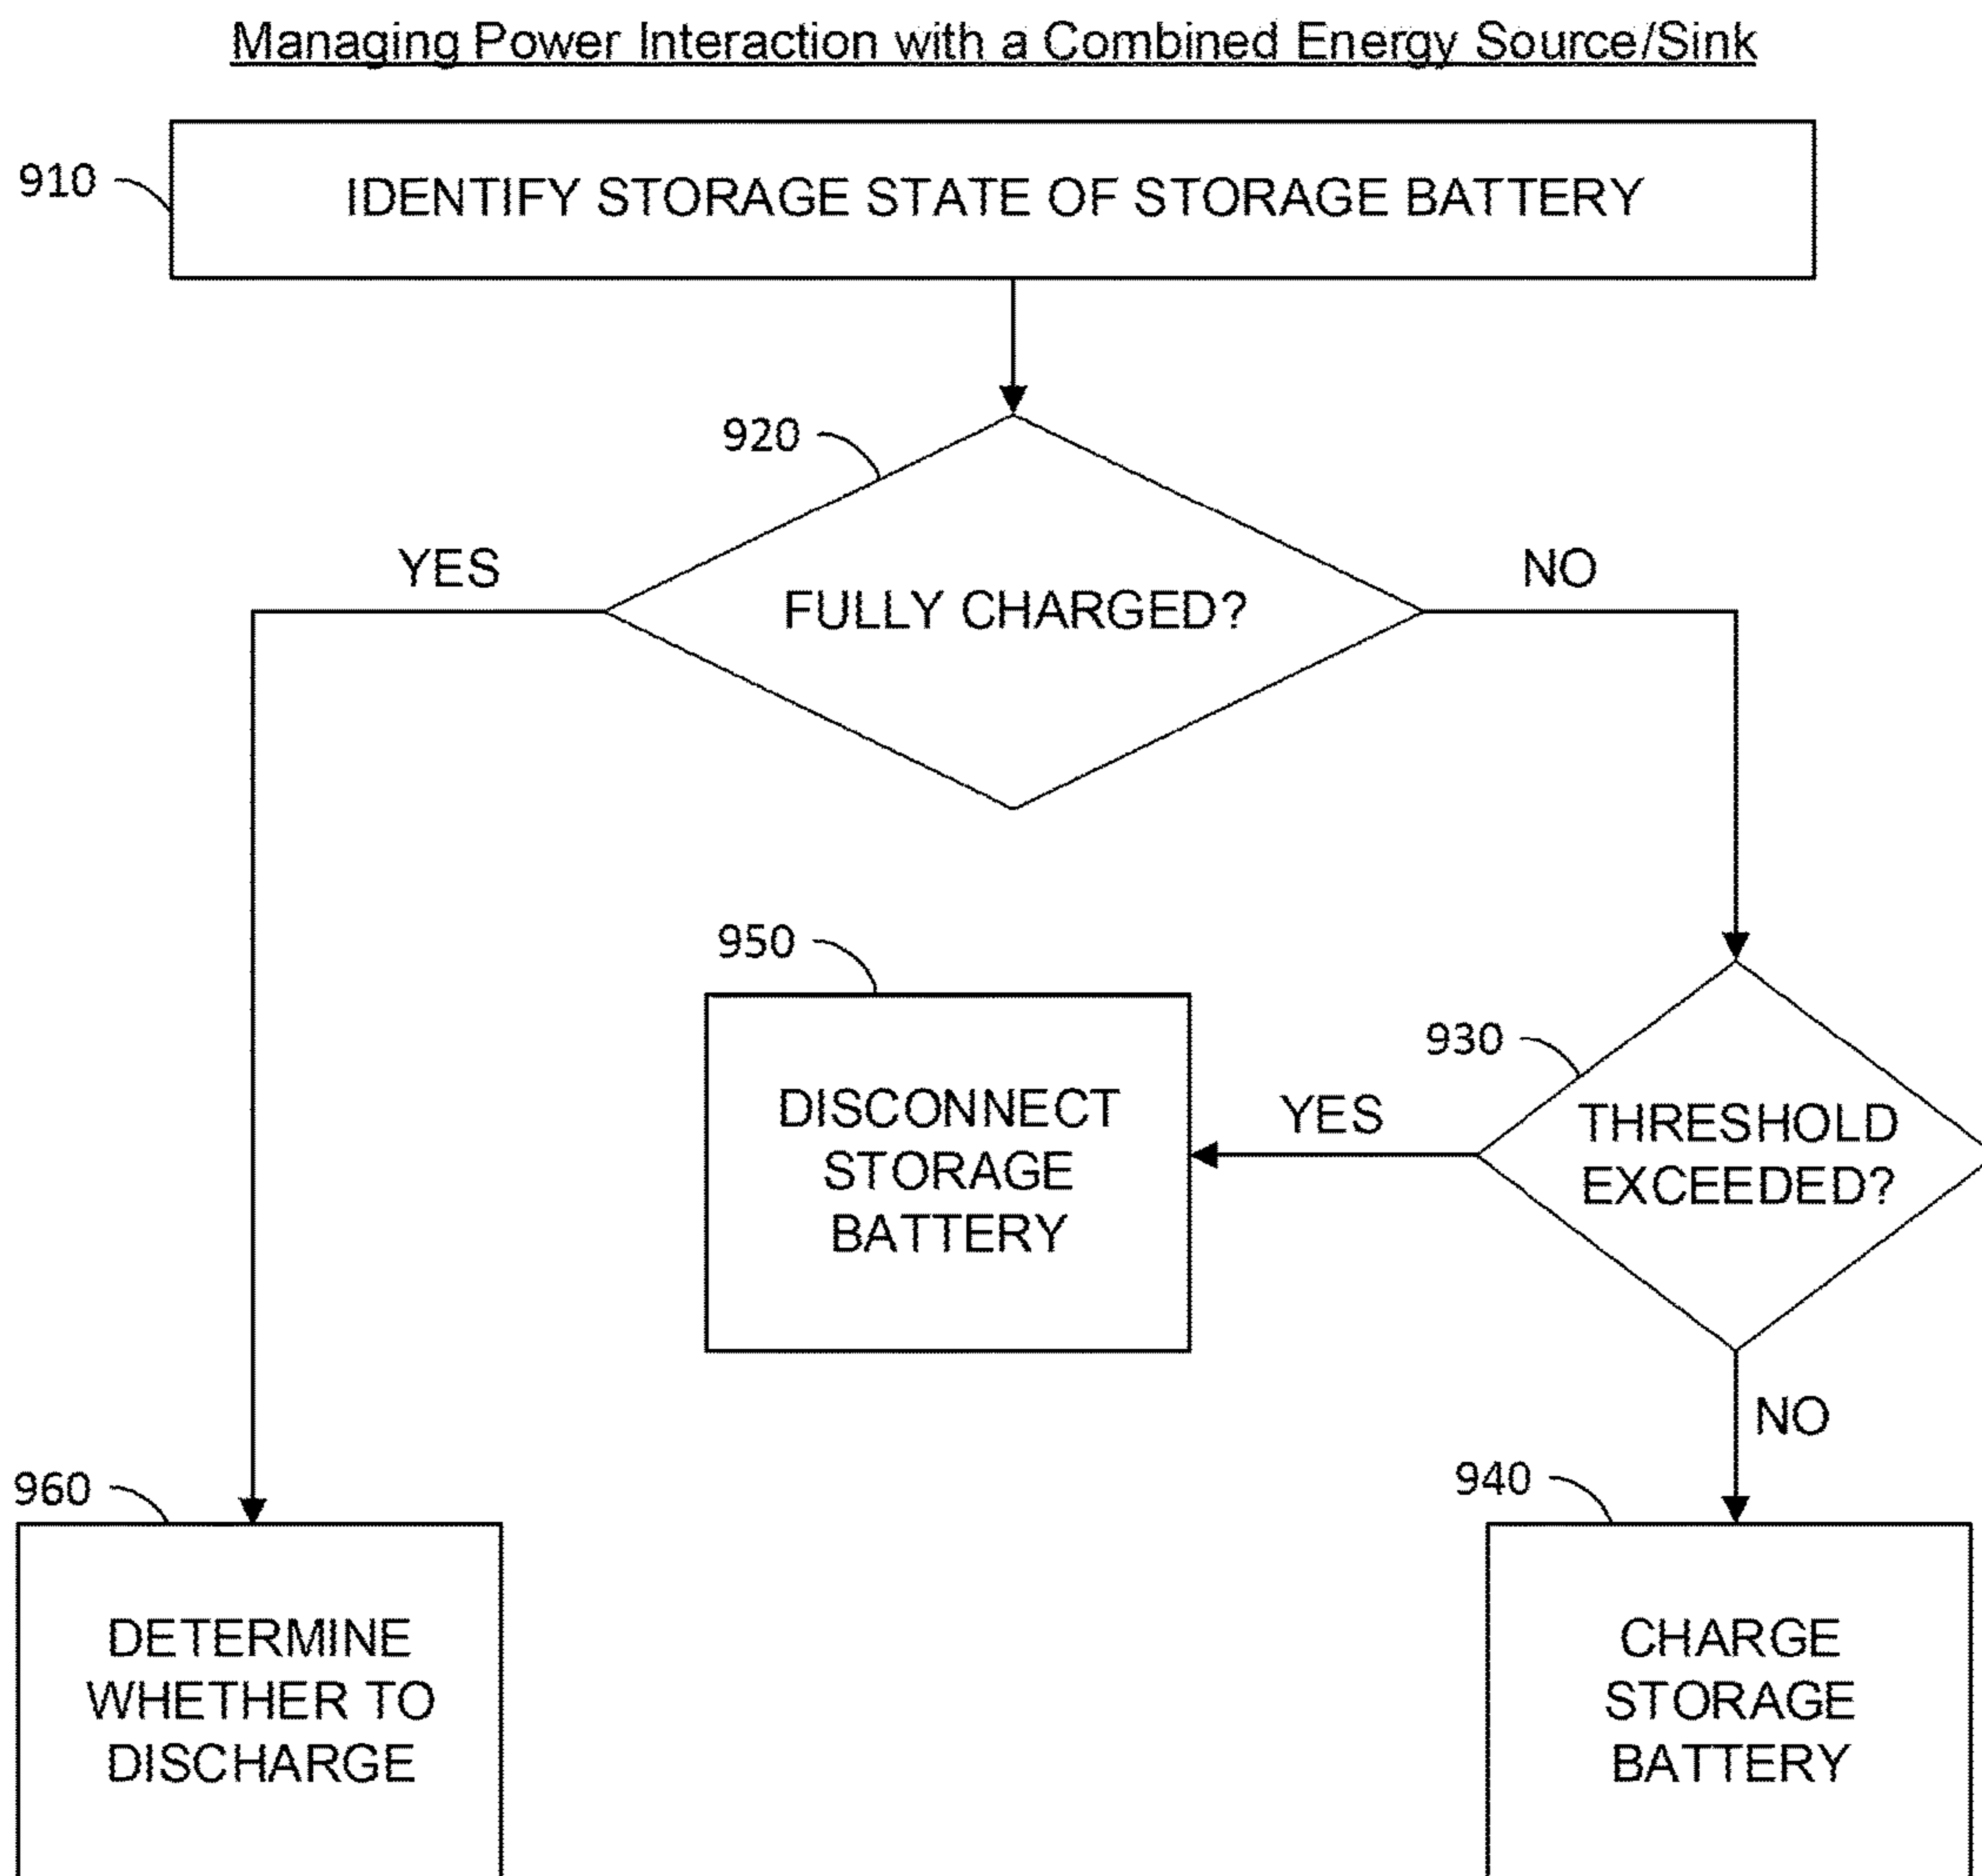 Managing Power Interaction with a Combined Energy Source/Sink
910
IDENTIFY STORAGE STATE OF STORAGE BATTERY
920
YES
NO
FULLY CHARGED?
950
930
DISCONNECT
STORAGE
BATTERY
YES
THRESHOLD
EXCEEDED?
NO
960
940
DETERMINE
WHETHER TO
DISCHARGE
CHARGE
STORAGE
BATTERY